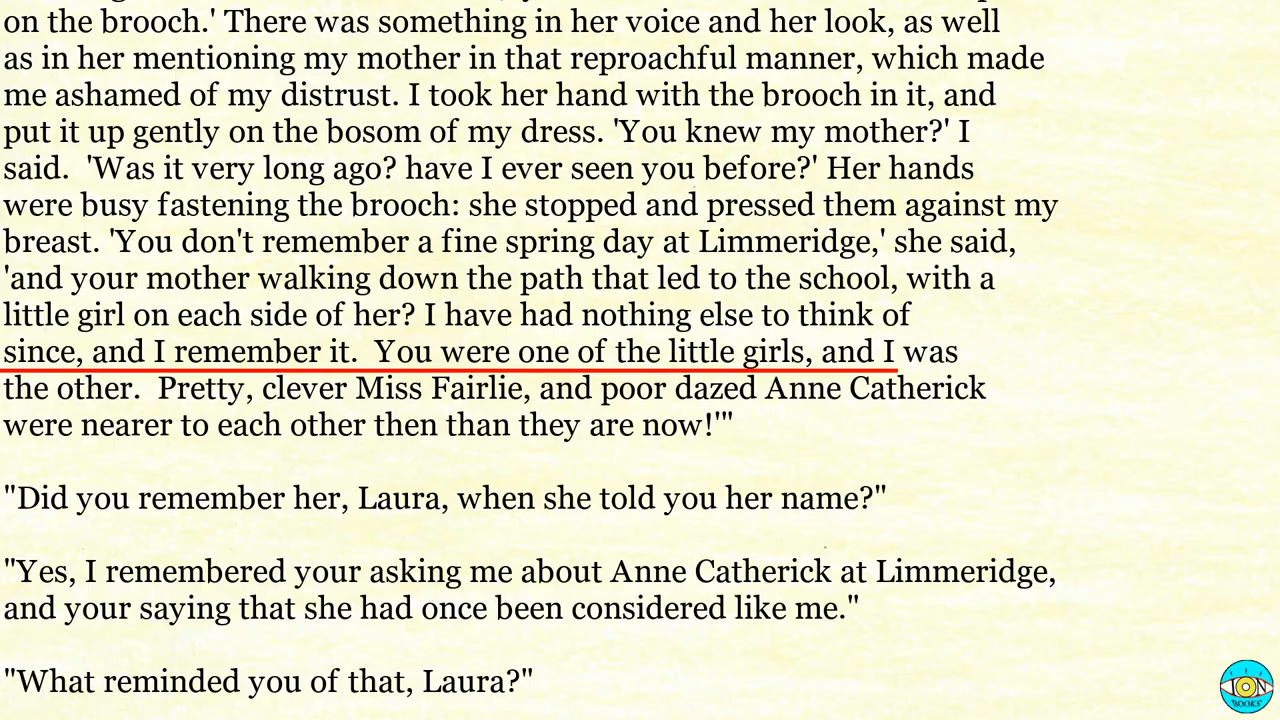 on the brooch.' There was something in her voice and her look, as well
as in her mentioning my mother in that reproachful manner, which made
me ashamed of my distrust. I took her hand with the brooch in it, and
put it up gently on the bosom of my dress. 'You knew my mother?' I
said.  'Was it very long ago? have I ever seen you before?' Her hands
were busy fastening the brooch: she stopped and pressed them against my
breast. 'You don't remember a fine spring day at Limmeridge,' she said,
'and your mother walking down the path that led to the school, with a
little girl on each side of her? I have had nothing else to think of
since, and I remember it.  You were one of the little girls, and I was
the other.  Pretty, clever Miss Fairlie, and poor dazed Anne Catherick
were nearer to each other then than they are now!'"
"Did you remember her, Laura, when she told you her name?"
"Yes, I remembered your asking me about Anne Catherick at Limmeridge,
and your saying that she had once been considered like me."
"What reminded you of that, Laura?"
ION
BOOKS